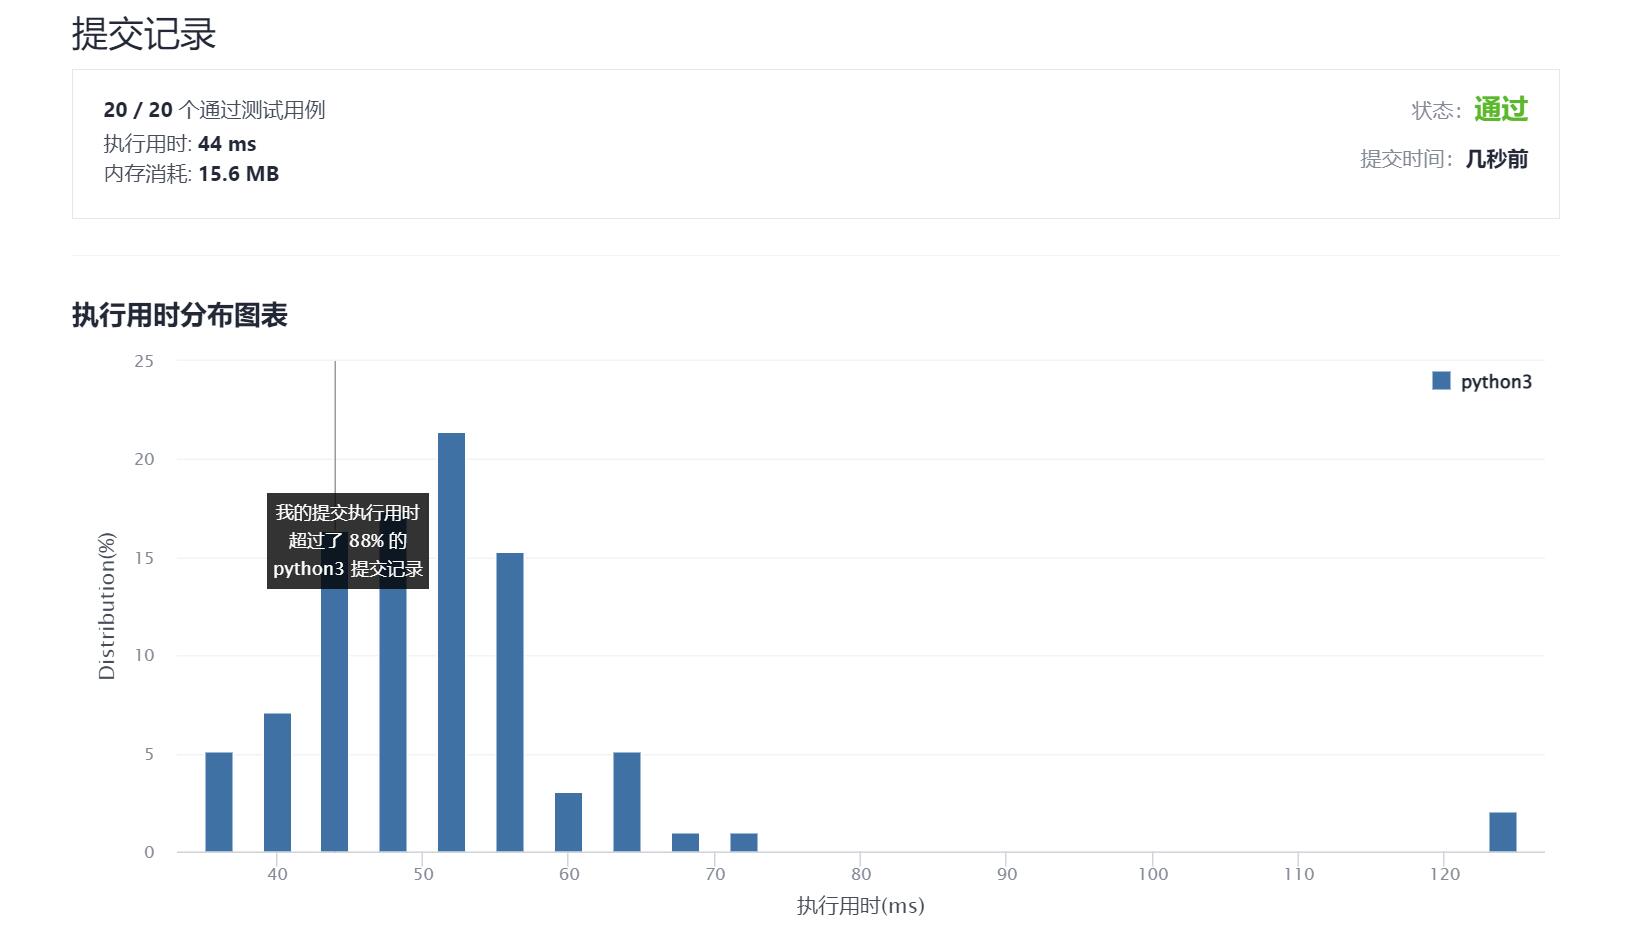 提交记录
20 / 20 个通过测试用例
状态：通过
执行用时: 44 ms
提交时间：几秒前
内存消耗: 15.6 MB
执行用时分布图表
25
python3
20
我的提交执行用时
超过了 88% 的
python3 提交记录
15
10
5
0
Distribution(%)
40 50 60 70 80 90 100 110 120
执行用时(ms)